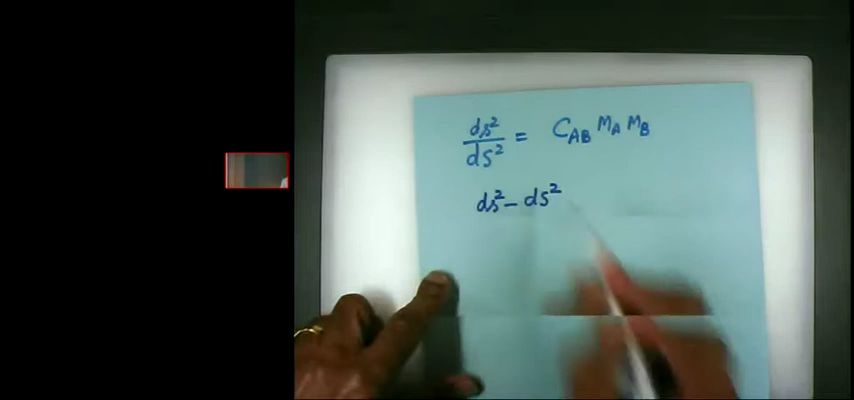 ds²/dS² = C_AB M_A M_B
ds² - dS²